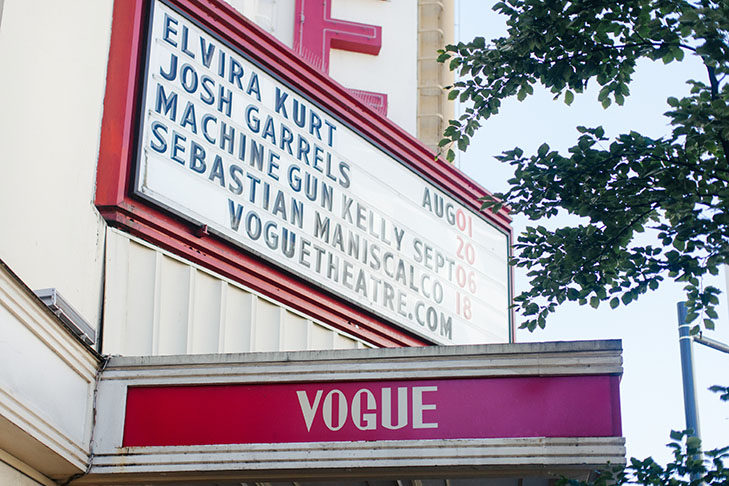 E
ELVIRA KURT AUG 01
JOSH GARRELS 20
MACHINE GUN KELLY SEPT 06
SEBASTIAN MANISCALCO 18
VOGUETHEATRE.COM
VOGUE